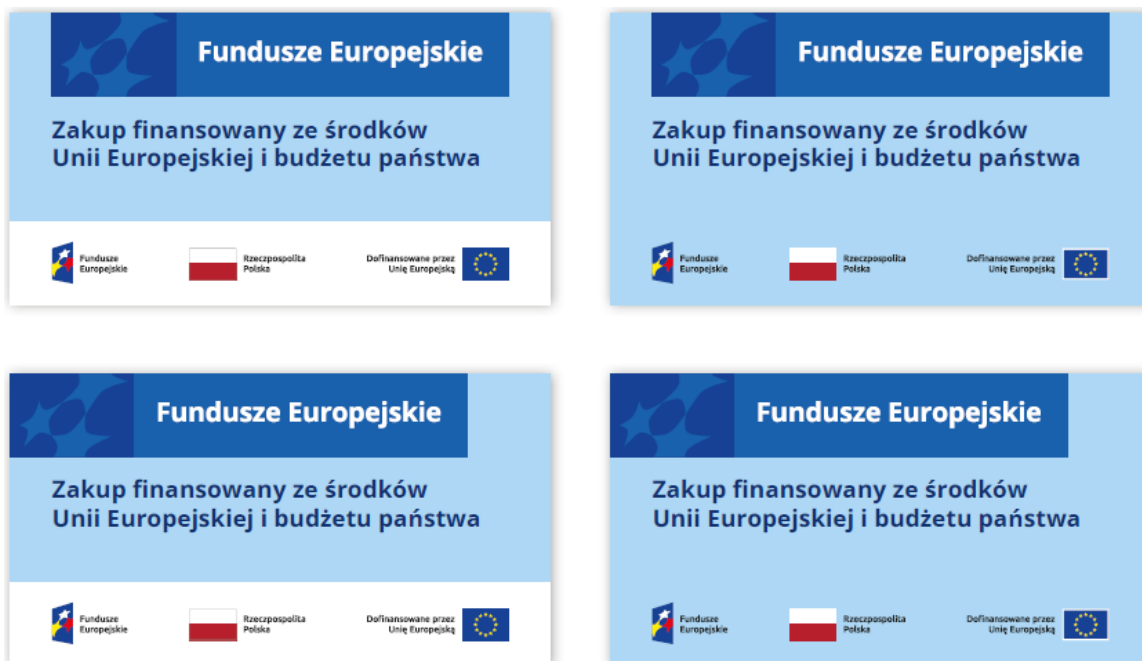 Fundusze Europejskie
Zakup finansowany ze środków
Unii Europejskiej i budżetu państwa
Fundusze
Europejskie
Rzeczpospolita
Polska
Dofinansowane przez
Unię Europejską
Fundusze Europejskie
Zakup finansowany ze środków
Unii Europejskiej i budżetu państwa
Fundusze
Europejskie
Rzeczpospolita
Polska
Dofinansowane przez
Unię Europejską
Fundusze Europejskie
Zakup finansowany ze środków
Unii Europejskiej i budżetu państwa
Fundusze
Europejskie
Rzeczpospolita
Polska
Dofinansowane przez
Unię Europejską
Fundusze Europejskie
Zakup finansowany ze środków
Unii Europejskiej i budżetu państwa
Fundusze
Europejskie
Rzeczpospolita
Polska
Dofinansowane przez
Unię Europejską